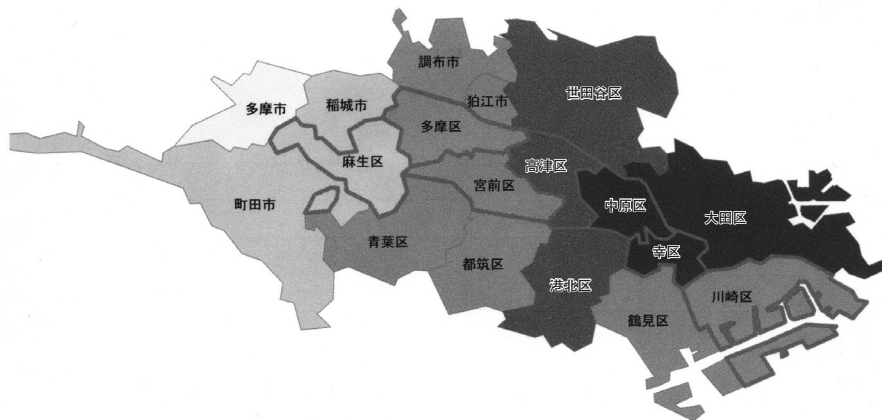 調布市
世田谷区
多摩市
稲城市
狛江市
多摩区
麻生区
高津区
宮前区
町田市
中原区
大田区
青葉区
都筑区
幸区
港北区
川崎区
鶴見区